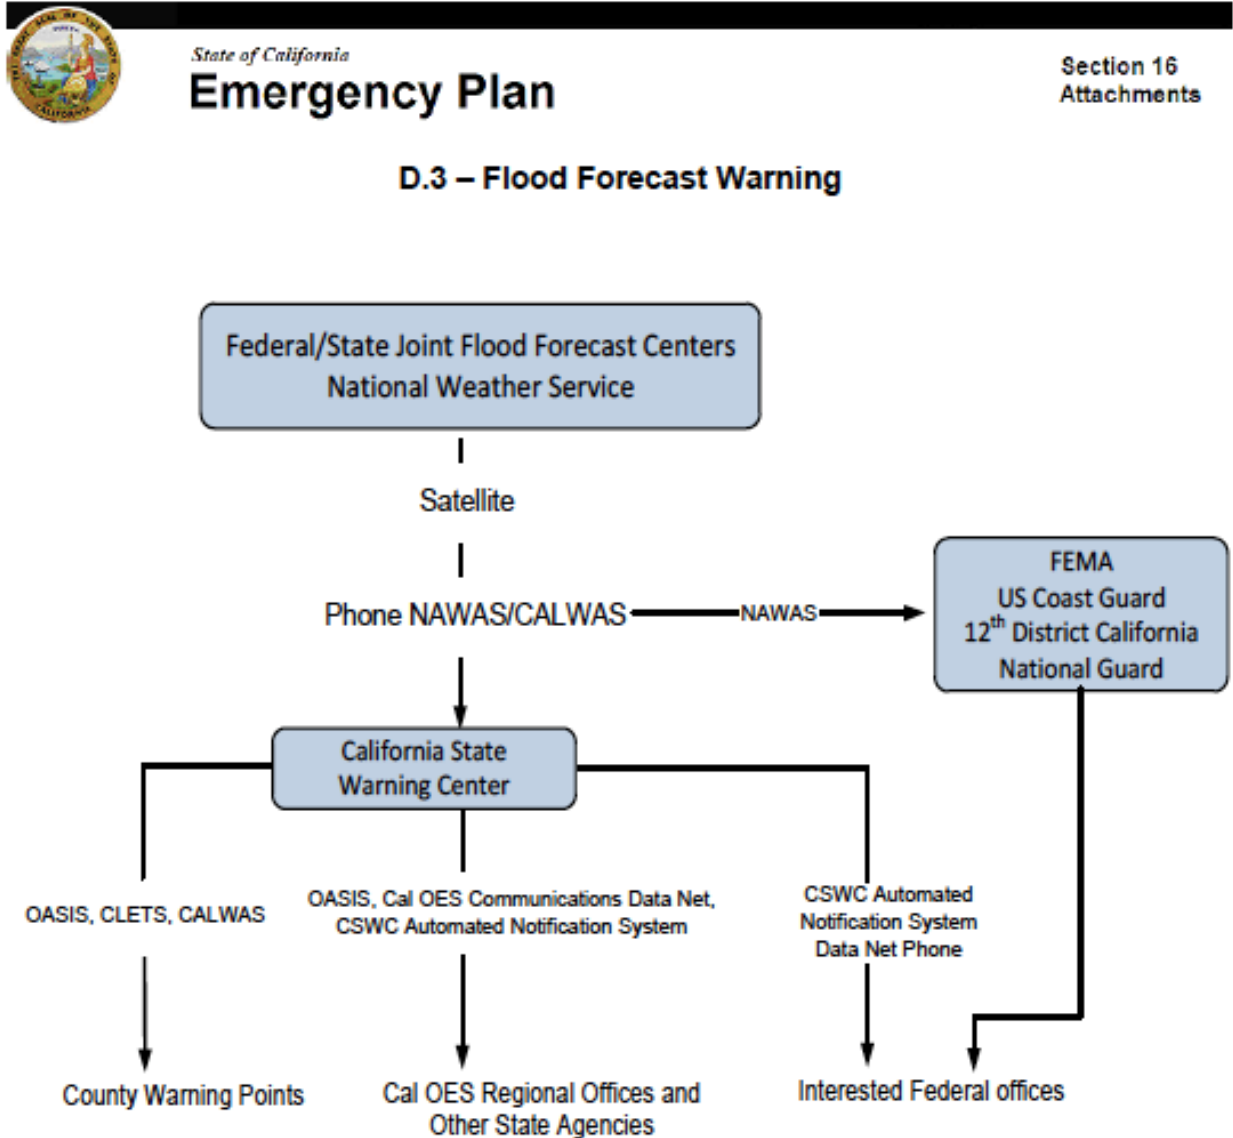 State of California
Emergency Plan
Section 16
Attachments
D.3 – Flood Forecast Warning
Federal/State Joint Flood Forecast Centers
National Weather Service
Satellite
Phone NAWAS/CALWAS
NAWAS
FEMA
US Coast Guard
12th District California
National Guard
California State
Warning Center
OASIS, CLETS, CALWAS
OASIS, Cal OES Communications Data Net,
CSWC Automated Notification System
CSWC Automated
Notification System
Data Net Phone
County Warning Points
Cal OES Regional Offices and
Other State Agencies
Interested Federal offices